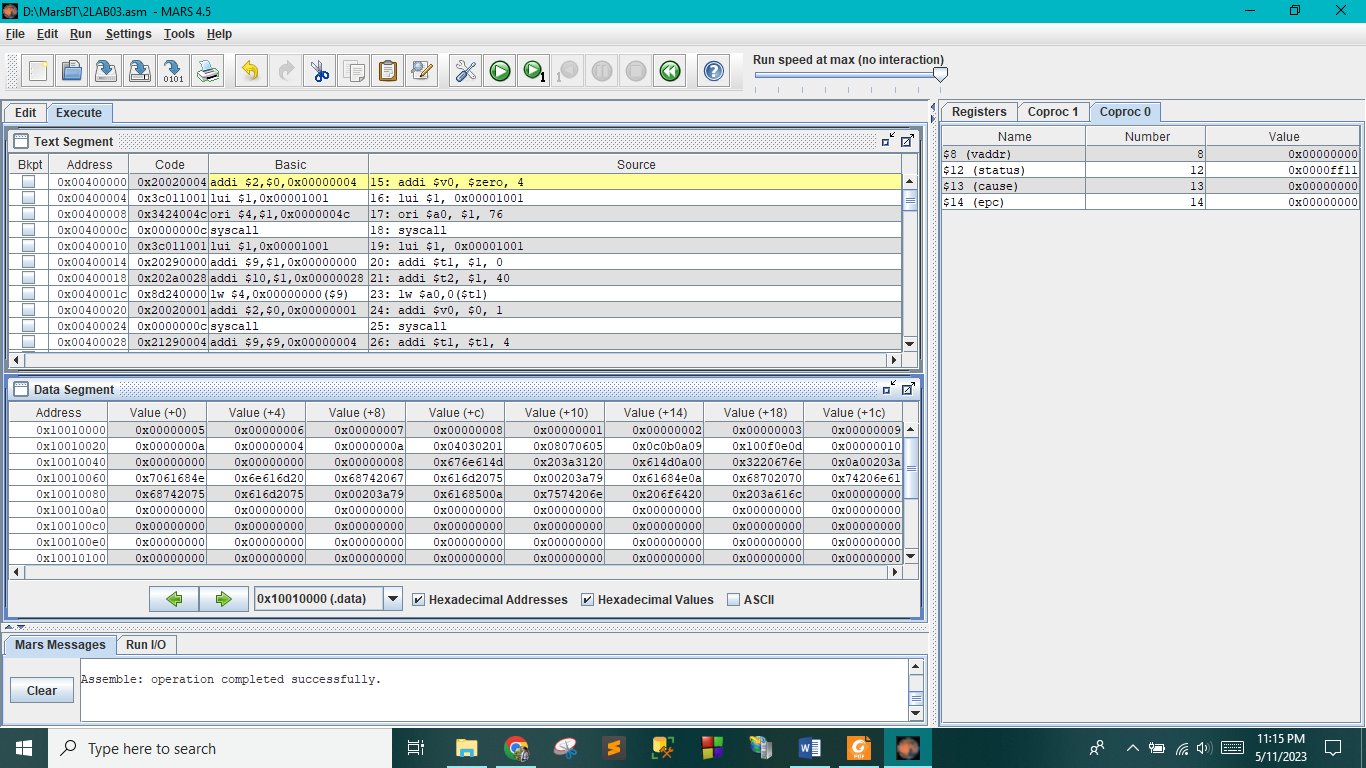 D:\MarsBT\2LAB03.asm - MARS 4.5
File Edit Run Settings Tools Help
Run speed at max (no interaction)
Edit Execute
Text Segment
Bkpt Address Code Basic Source
0x00400000 0x20020004 addi $2,$0,0x00000004 15: addi $v0, $zero, 4
0x00400004 0x3c011001 lui $1,0x00001001 16: lui $1, 0x00001001
0x00400008 0x3424004c ori $4,$1,0x0000004c 17: ori $a0, $1, 76
0x0040000c 0x0000000c syscall 18: syscall
0x00400010 0x3c011001 lui $1,0x00001001 19: lui $1, 0x00001001
0x00400014 0x20290000 addi $9,$1,0x00000000 20: addi $t1, $1, 0
0x00400018 0x202a0028 addi $10,$1,0x00000028 21: addi $t2, $1, 40
0x0040001c 0x8d240000 lw $4,0x00000000($9) 23: lw $a0,0($t1)
0x00400020 0x20020001 addi $2,$0,0x00000001 24: addi $v0, $0, 1
0x00400024 0x0000000c syscall 25: syscall
0x00400028 0x21290004 addi $9,$9,0x00000004 26: addi $t1, $t1, 4
Data Segment
Address Value (+0) Value (+4) Value (+8) Value (+c) Value (+10) Value (+14) Value (+18) Value (+1c)
0x10010000 0x00000005 0x00000006 0x00000007 0x00000008 0x00000001 0x00000002 0x00000003 0x00000009
0x10010020 0x0000000a 0x00000004 0x0000000a 0x04030201 0x08070605 0x0c0b0a09 0x100f0e0d 0x00000010
0x10010040 0x00000000 0x00000000 0x00000008 0x676e614d 0x203a3120 0x614d0a00 0x3220676e 0x0a00203a
0x10010060 0x7061684e 0x6e616d20 0x68742067 0x616d2075 0x00203a79 0x61684e0a 0x68702070 0x74206e61
0x10010080 0x68742075 0x616d2075 0x00203a79 0x6168500a 0x7574206e 0x206f6420 0x203a616c 0x00000000
0x100100a0 0x00000000 0x00000000 0x00000000 0x00000000 0x00000000 0x00000000 0x00000000 0x00000000
0x100100c0 0x00000000 0x00000000 0x00000000 0x00000000 0x00000000 0x00000000 0x00000000 0x00000000
0x100100e0 0x00000000 0x00000000 0x00000000 0x00000000 0x00000000 0x00000000 0x00000000 0x00000000
0x10010100 0x00000000 0x00000000 0x00000000 0x00000000 0x00000000 0x00000000 0x00000000 0x00000000
0x10010000 (.data) Hexadecimal Addresses Hexadecimal Values ASCII
Mars Messages Run I/O
Clear
Assemble: operation completed successfully.
Registers Coproc 1 Coproc 0
Name Number Value
$8 (vaddr) 8 0x00000000
$12 (status) 12 0x0000ff11
$13 (cause) 13 0x00000000
$14 (epc) 14 0x00000000
Type here to search
11:15 PM
5/11/2023